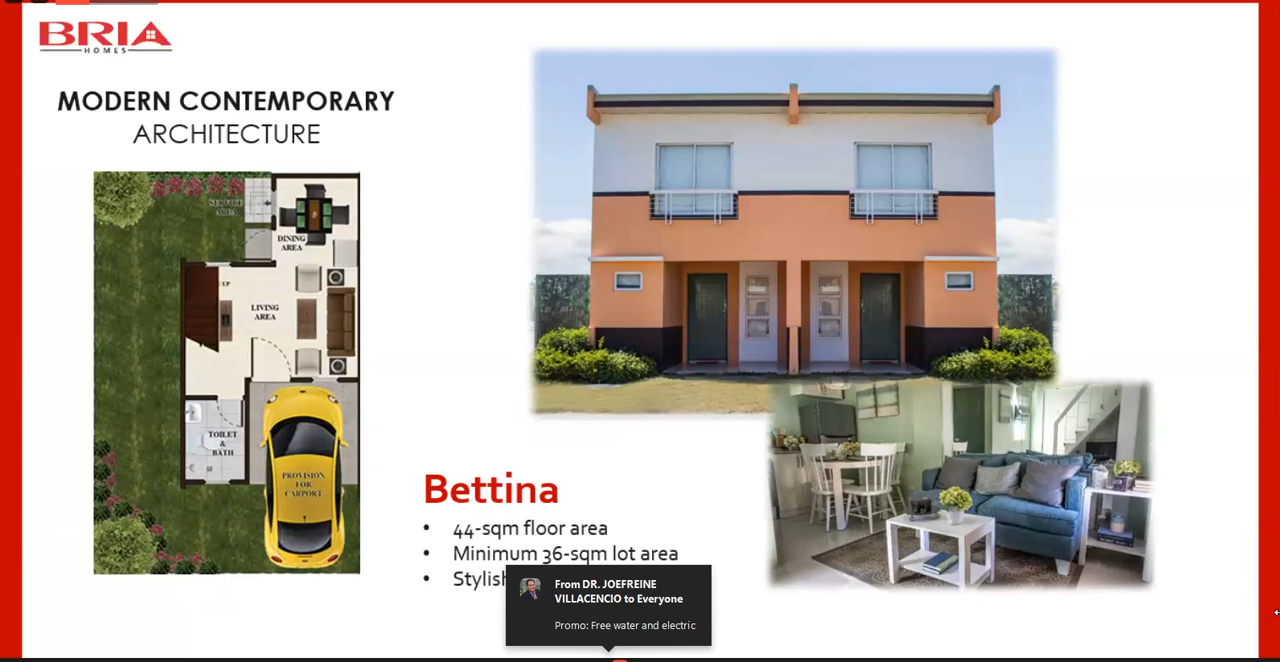 BRIA
HOMES
MODERN CONTEMPORARY
ARCHITECTURE
SERVICE
AREA
DINING
AREA
UP
LIVING
AREA
TOILET
&
BATH
PROVISION
FOR
CARPORT
Bettina
• 44-sqm floor area
• Minimum 36-sqm lot area
• Stylish
From DR. JOEFREINE
VILLACENCIO to Everyone
Promo: Free water and electric